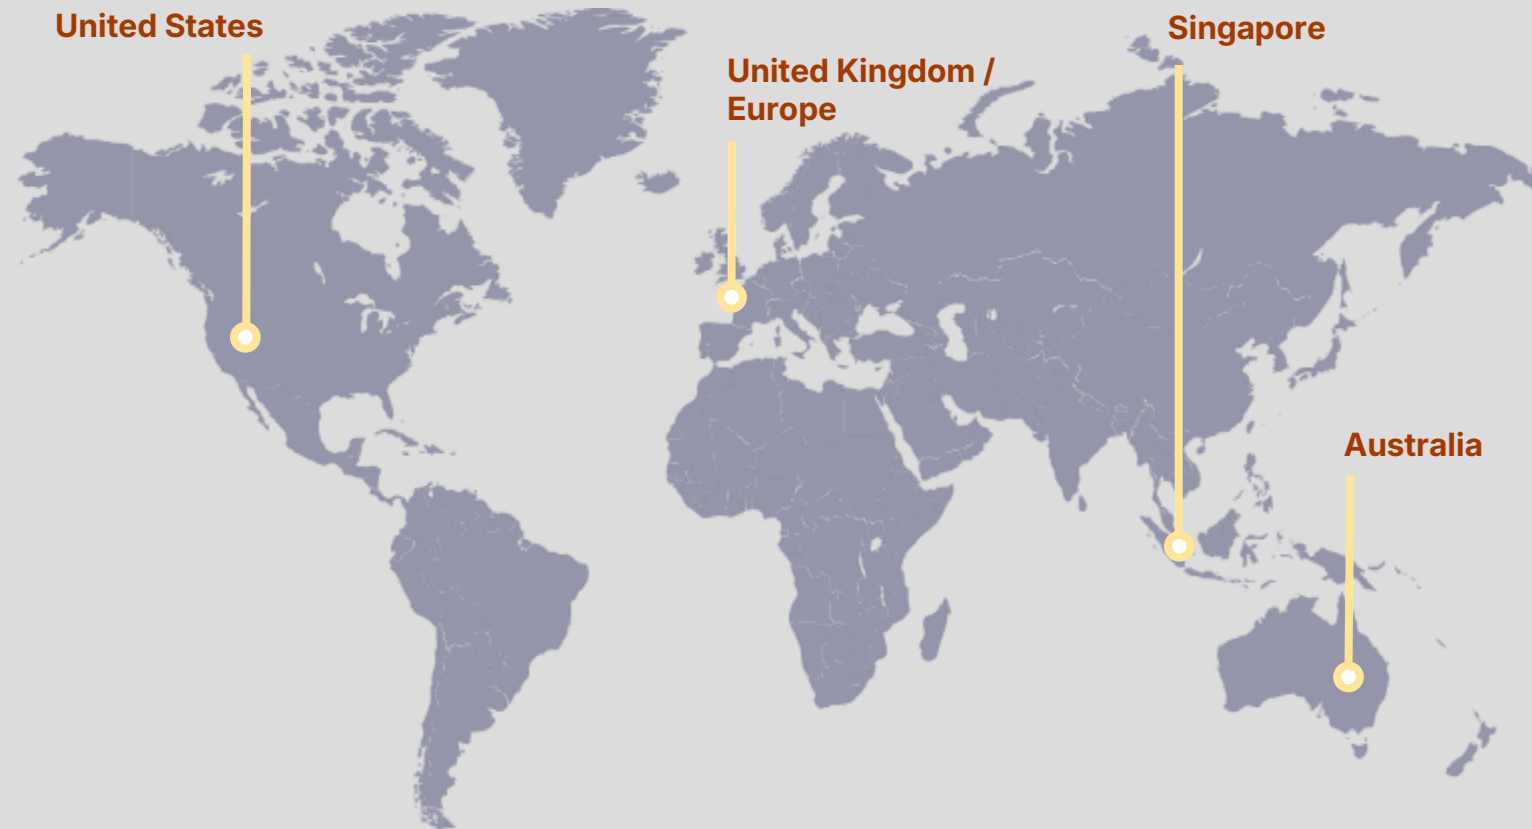 United States
Singapore
United Kingdom /
Europe
Australia